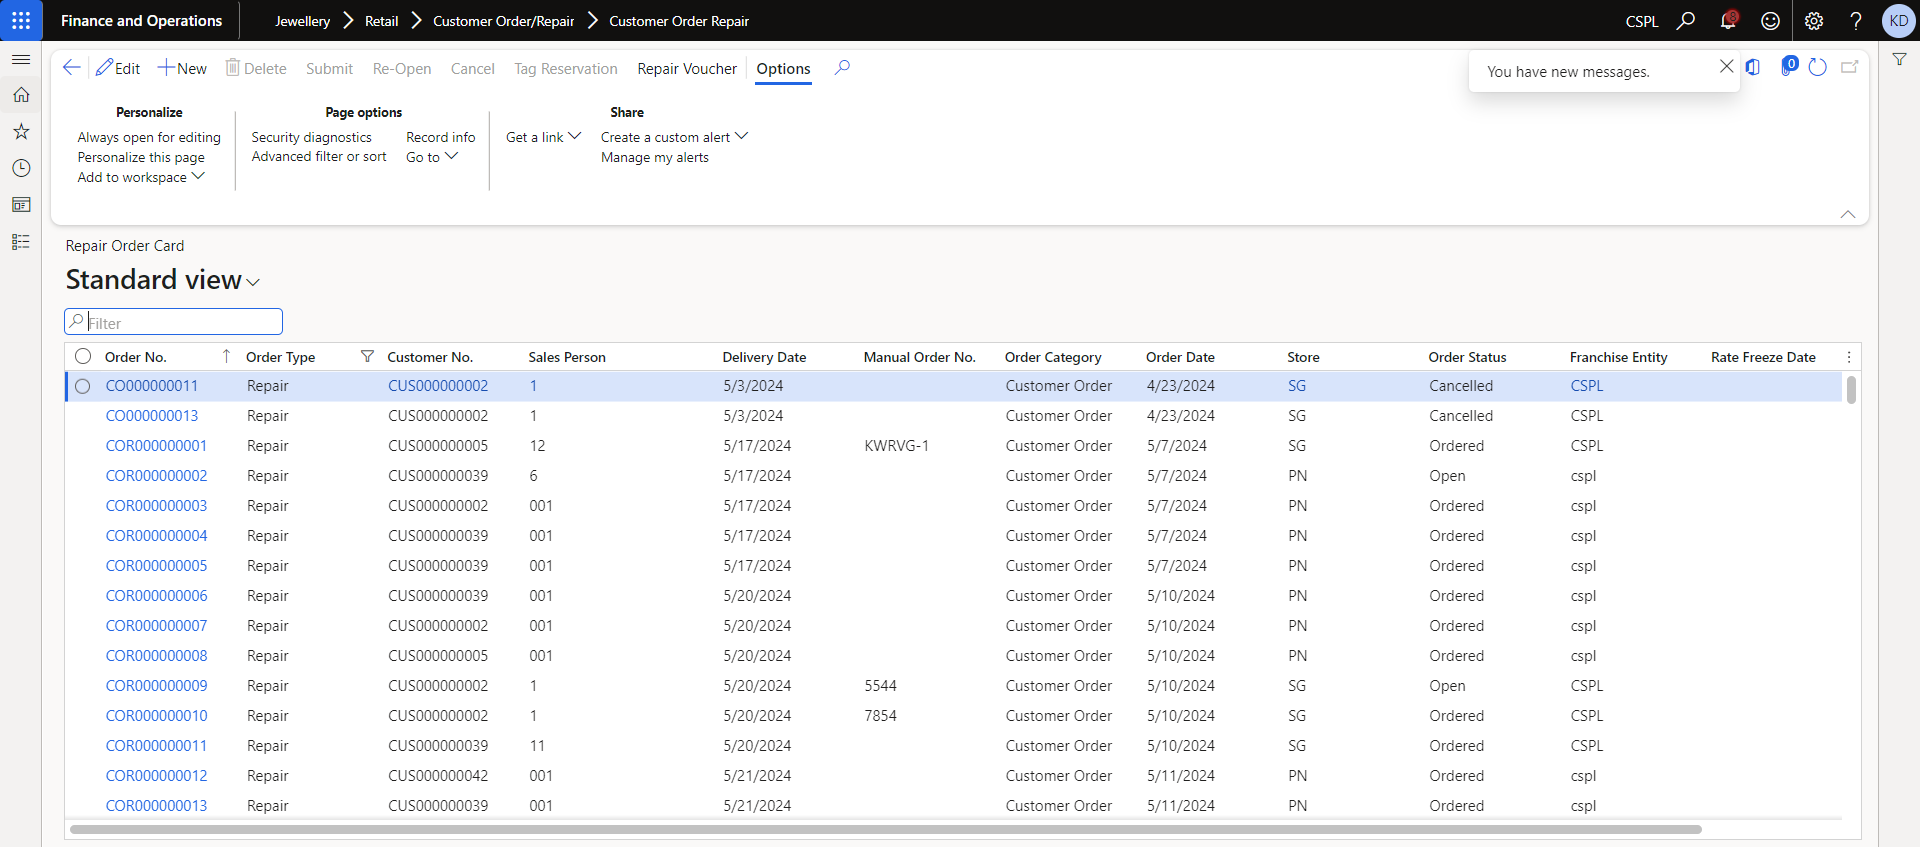 Finance and Operations Jewellery Retail Customer Order/Repair Customer Order Repair CSPL 8 ? KD
Edit New Delete Submit Re-Open Cancel Tag Reservation Repair Voucher Options You have new messages. 0
Personalize Page options Share
Always open for editing Security diagnostics Record info Get a link Create a custom alert
Personalize this page Advanced filter or sort Go to Manage my alerts
Add to workspace
Repair Order Card
Standard view
Filter
Order No. Order Type Customer No. Sales Person Delivery Date Manual Order No. Order Category Order Date Store Order Status Franchise Entity Rate Freeze Date
CO000000011 Repair CUS000000002 1 5/3/2024 Customer Order 4/23/2024 SG Cancelled CSPL
CO000000013 Repair CUS000000002 1 5/3/2024 Customer Order 4/23/2024 SG Cancelled CSPL
COR000000001 Repair CUS000000005 12 5/17/2024 KWRVG-1 Customer Order 5/7/2024 SG Ordered CSPL
COR000000002 Repair CUS000000039 6 5/17/2024 Customer Order 5/7/2024 PN Open cspl
COR000000003 Repair CUS000000002 001 5/17/2024 Customer Order 5/7/2024 PN Ordered cspl
COR000000004 Repair CUS000000039 001 5/17/2024 Customer Order 5/7/2024 PN Ordered cspl
COR000000005 Repair CUS000000039 001 5/17/2024 Customer Order 5/7/2024 PN Ordered cspl
COR000000006 Repair CUS000000039 001 5/20/2024 Customer Order 5/10/2024 PN Ordered cspl
COR000000007 Repair CUS000000002 001 5/20/2024 Customer Order 5/10/2024 PN Ordered cspl
COR000000008 Repair CUS000000005 001 5/20/2024 Customer Order 5/10/2024 PN Ordered cspl
COR000000009 Repair CUS000000002 1 5/20/2024 5544 Customer Order 5/10/2024 SG Open CSPL
COR000000010 Repair CUS000000002 1 5/20/2024 7854 Customer Order 5/10/2024 SG Ordered CSPL
COR000000011 Repair CUS000000039 11 5/20/2024 Customer Order 5/10/2024 SG Ordered CSPL
COR000000012 Repair CUS000000042 001 5/21/2024 Customer Order 5/11/2024 PN Ordered cspl
COR000000013 Repair CUS000000039 001 5/21/2024 Customer Order 5/11/2024 PN Ordered cspl